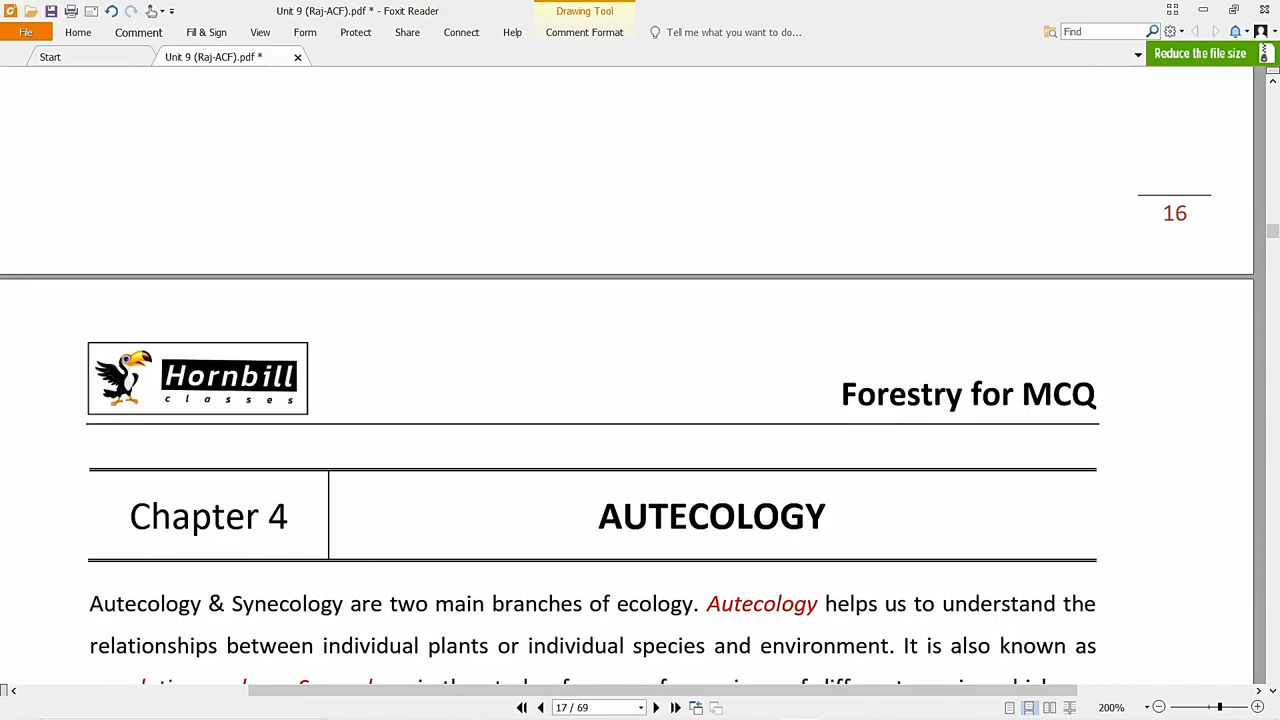 Unit 9 (Raj-ACF).pdf * - Foxit Reader
Drawing Tool
File Home Comment Fill & Sign View Form Protect Share Connect Help Comment Format Tell me what you want to do... Find
Start Unit 9 (Raj-ACF).pdf * Reduce the file size
16
Hornbill
classes
Forestry for MCQ
Chapter 4 AUTECOLOGY
Autecology & Synecology are two main branches of ecology. Autecology helps us to understand the
relationships between individual plants or individual species and environment. It is also known as
17 / 69 200%